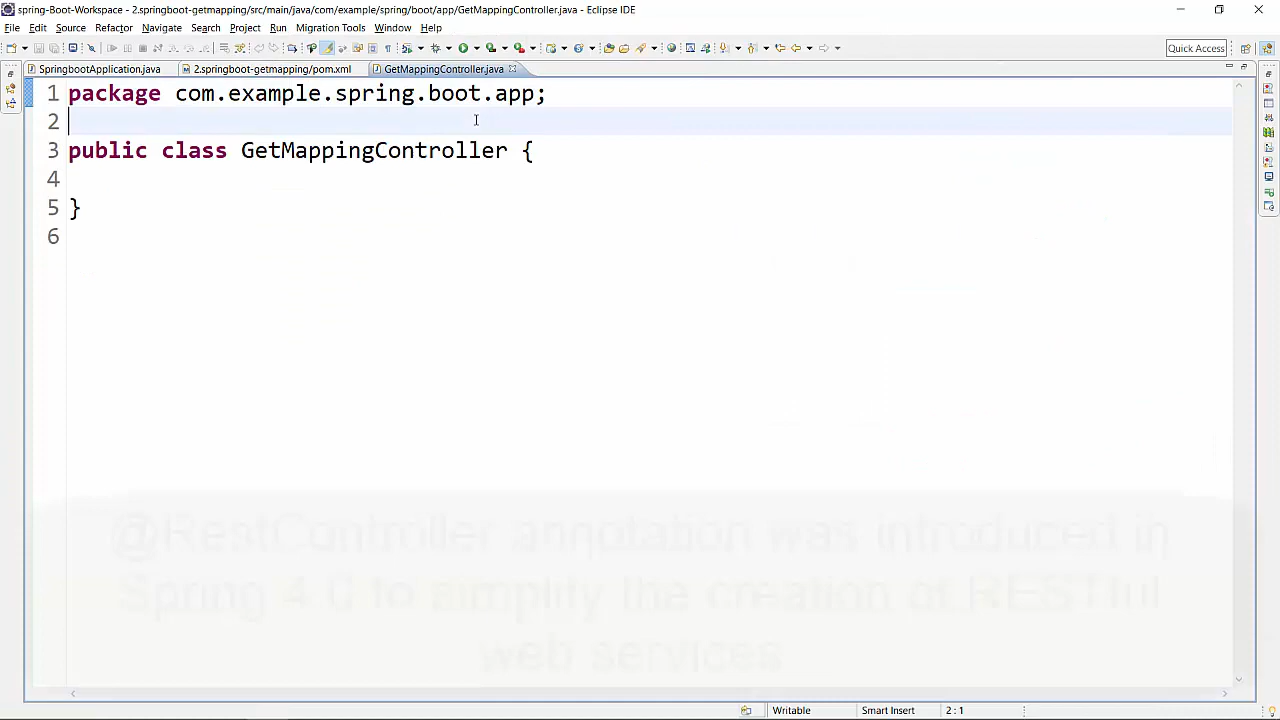 spring-Boot-Workspace - 2.springboot-getmapping/src/main/java/com/example/spring/boot/app/GetMappingController.java - Eclipse IDE
File Edit Source Refactor Navigate Search Project Run Migration Tools Window Help
Quick Access
SpringbootApplication.java 2.springboot-getmapping/pom.xml GetMappingController.java
1 package com.example.spring.boot.app;
2
3 public class GetMappingController {
4
5 }
6
@RestController annotation was introduced in
Spring 4.0 to simplify the creation of RESTful
web services
Writable Smart Insert 2 : 1